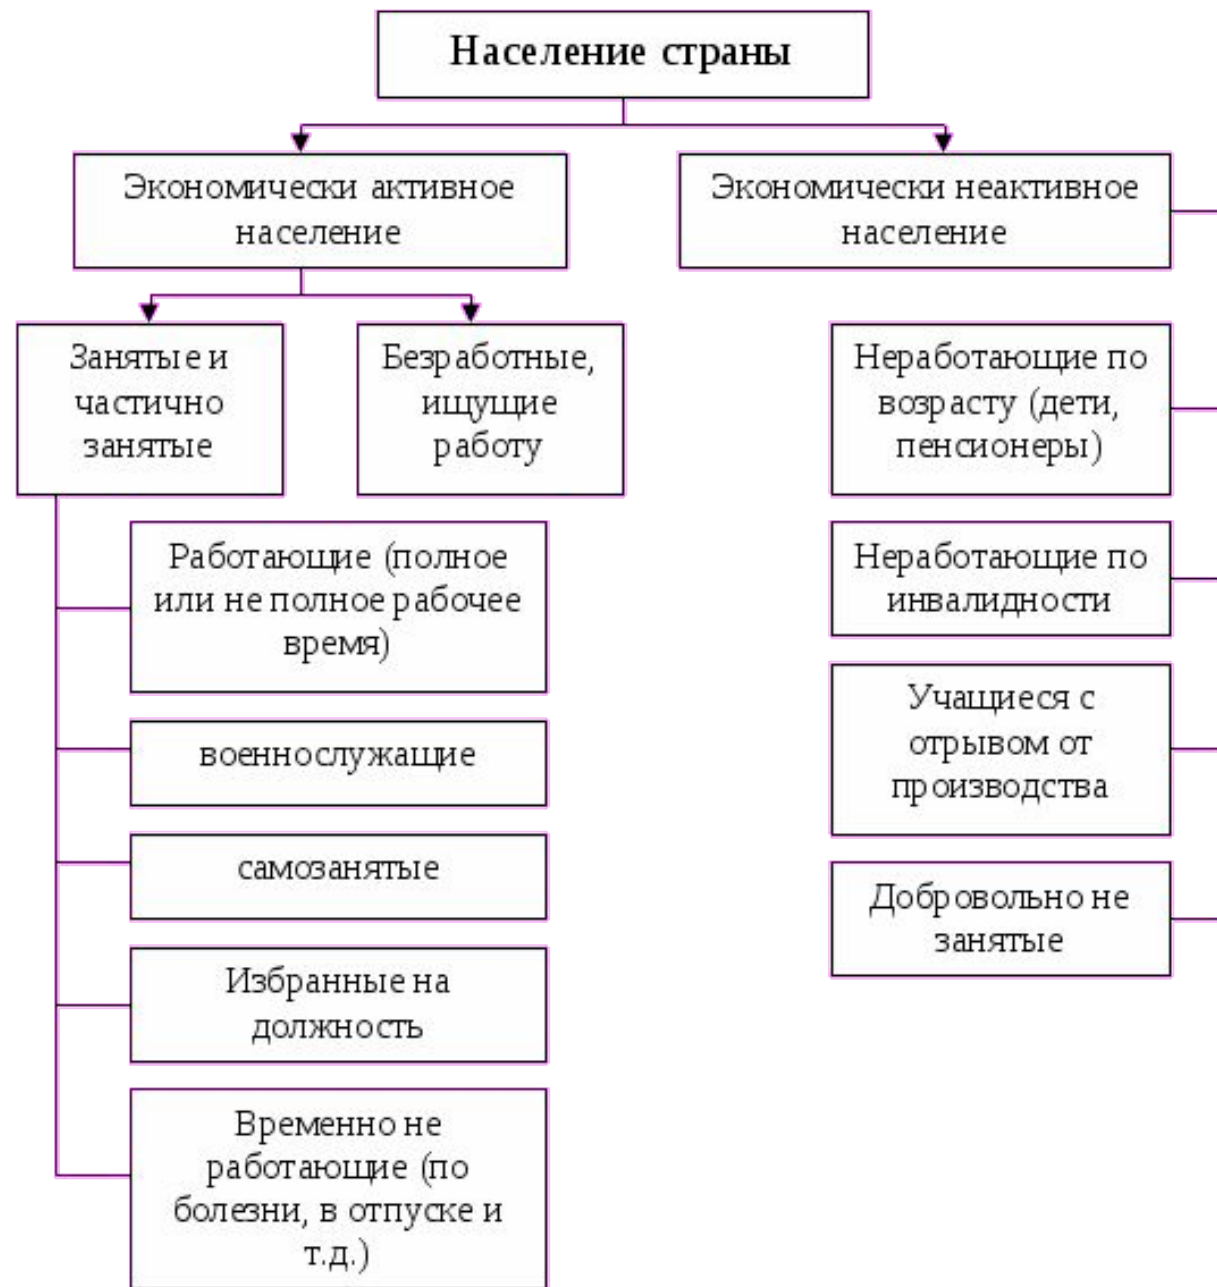 Население страны
Экономически активное
население
Экономически неактивное
население
Занятые и
частично
занятые
Безработные,
ищущие
работу
Неработающие по
возрасту (дети,
пенсионеры)
Работающие (полное
или не полное рабочее
время)
Неработающие по
инвалидности
военнослужащие
Учащиеся с
отрывом от
производства
самозанятые
Добровольно не
занятые
Избранные на
должность
Временно не
работающие (по
болезни, в отпуске и
т.д.)